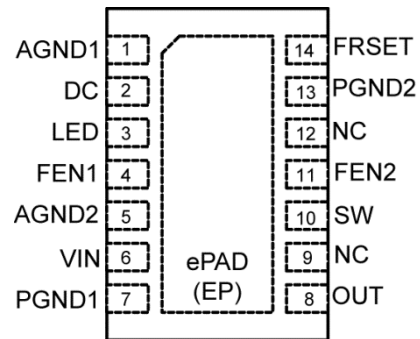 AGND1 1 14 FRSET
DC 2 13 PGND2
LED 3 12 NC
FEN1 4 11 FEN2
AGND2 5 10 SW
VIN 6 9 NC
ePAD
(EP)
PGND1 7 8 OUT